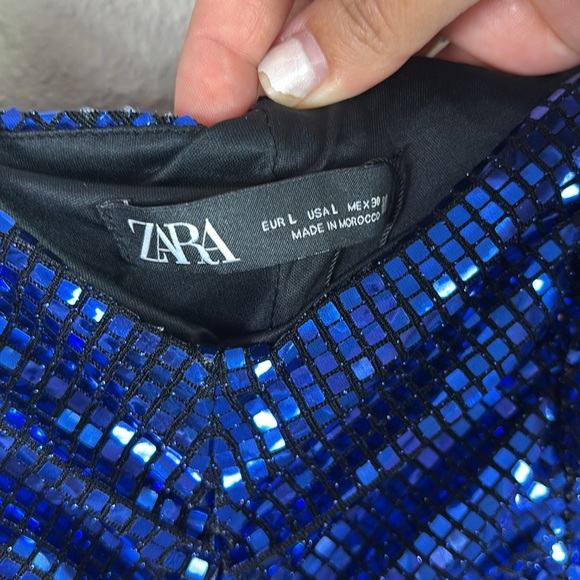 ZARA
EUR L USA L MEX 30
MADE IN MOROCCO